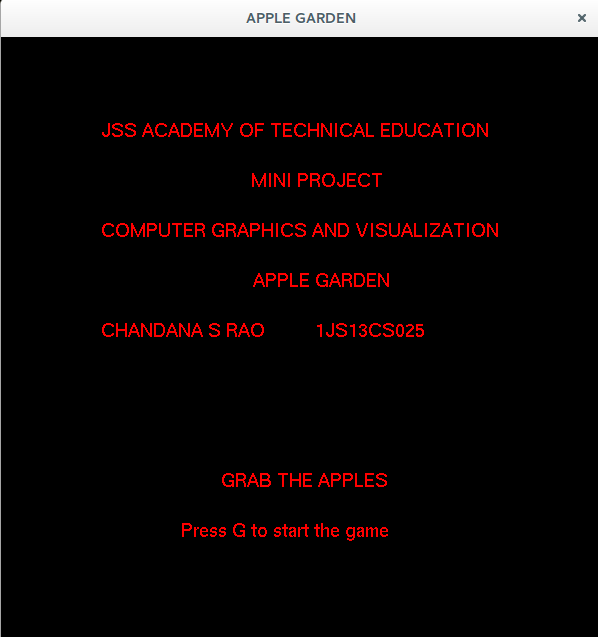 APPLE GARDEN
JSS ACADEMY OF TECHNICAL EDUCATION
MINI PROJECT
COMPUTER GRAPHICS AND VISUALIZATION
APPLE GARDEN
CHANDANA S RAO 1JS13CS025
GRAB THE APPLES
Press G to start the game